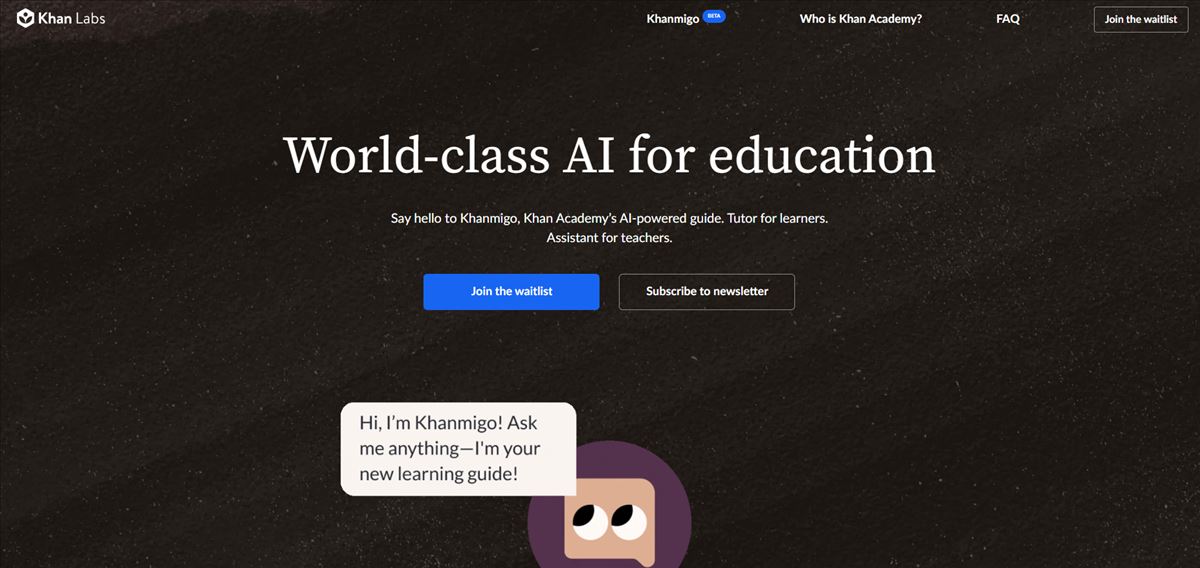 Khan Labs
Khanmigo BETA
Who is Khan Academy?
FAQ
Join the waitlist
World-class AI for education
Say hello to Khanmigo, Khan Academy’s AI-powered guide. Tutor for learners.
Assistant for teachers.
Join the waitlist
Subscribe to newsletter
Hi, I’m Khanmigo! Ask
me anything—I'm your
new learning guide!